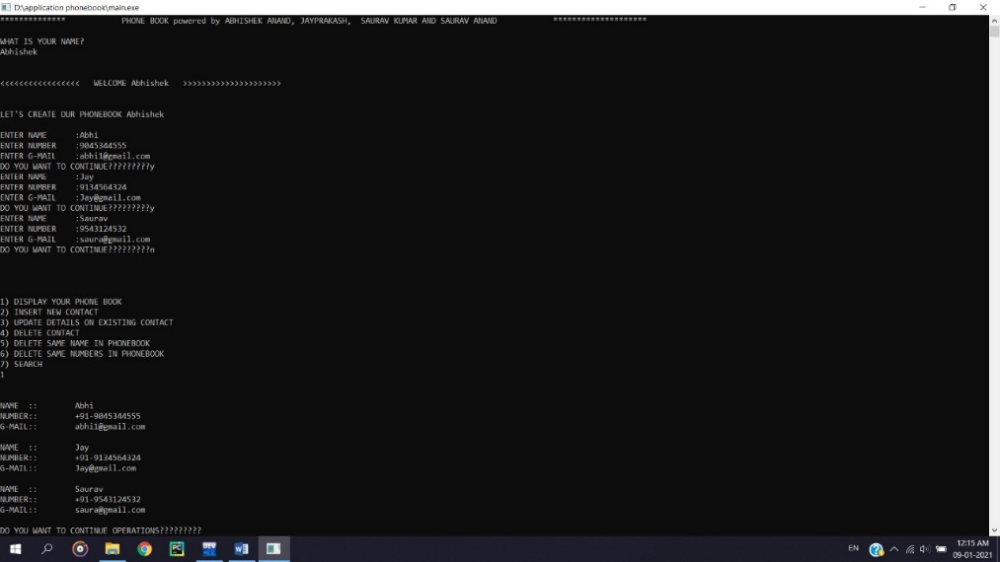 D:\application phonebook\main.exe
************** PHONE BOOK powered by ABHISHEK ANAND, JAYPRAKASH, SAURAV KUMAR AND SAURAV ANAND ********************
WHAT IS YOUR NAME?
Abhishek
<<<<<<<<<<<<<<<<< WELCOME Abhishek >>>>>>>>>>>>>>>>>>>>>
LET'S CREATE OUR PHONEBOOK Abhishek
ENTER NAME :Abhi
ENTER NUMBER :9045344555
ENTER G-MAIL :abhi1@gmail.com
DO YOU WANT TO CONTINUE?????????y
ENTER NAME :Jay
ENTER NUMBER :9134564324
ENTER G-MAIL :Jay@gmail.com
DO YOU WANT TO CONTINUE?????????y
ENTER NAME :Saurav
ENTER NUMBER :9543124532
ENTER G-MAIL :saura@gmail.com
DO YOU WANT TO CONTINUE?????????n
1) DISPLAY YOUR PHONE BOOK
2) INSERT NEW CONTACT
3) UPDATE DETAILS ON EXISTING CONTACT
4) DELETE CONTACT
5) DELETE SAME NAME IN PHONEBOOK
6) DELETE SAME NUMBERS IN PHONEBOOK
7) SEARCH
1
NAME :: Abhi
NUMBER:: +91-9045344555
G-MAIL:: abhi1@gmail.com
NAME :: Jay
NUMBER:: +91-9134564324
G-MAIL:: Jay@gmail.com
NAME :: Saurav
NUMBER:: +91-9543124532
G-MAIL:: saura@gmail.com
DO YOU WANT TO CONTINUE OPERATIONS?????????
PC
DEV
W
EN
12:15 AM
09-01-2021